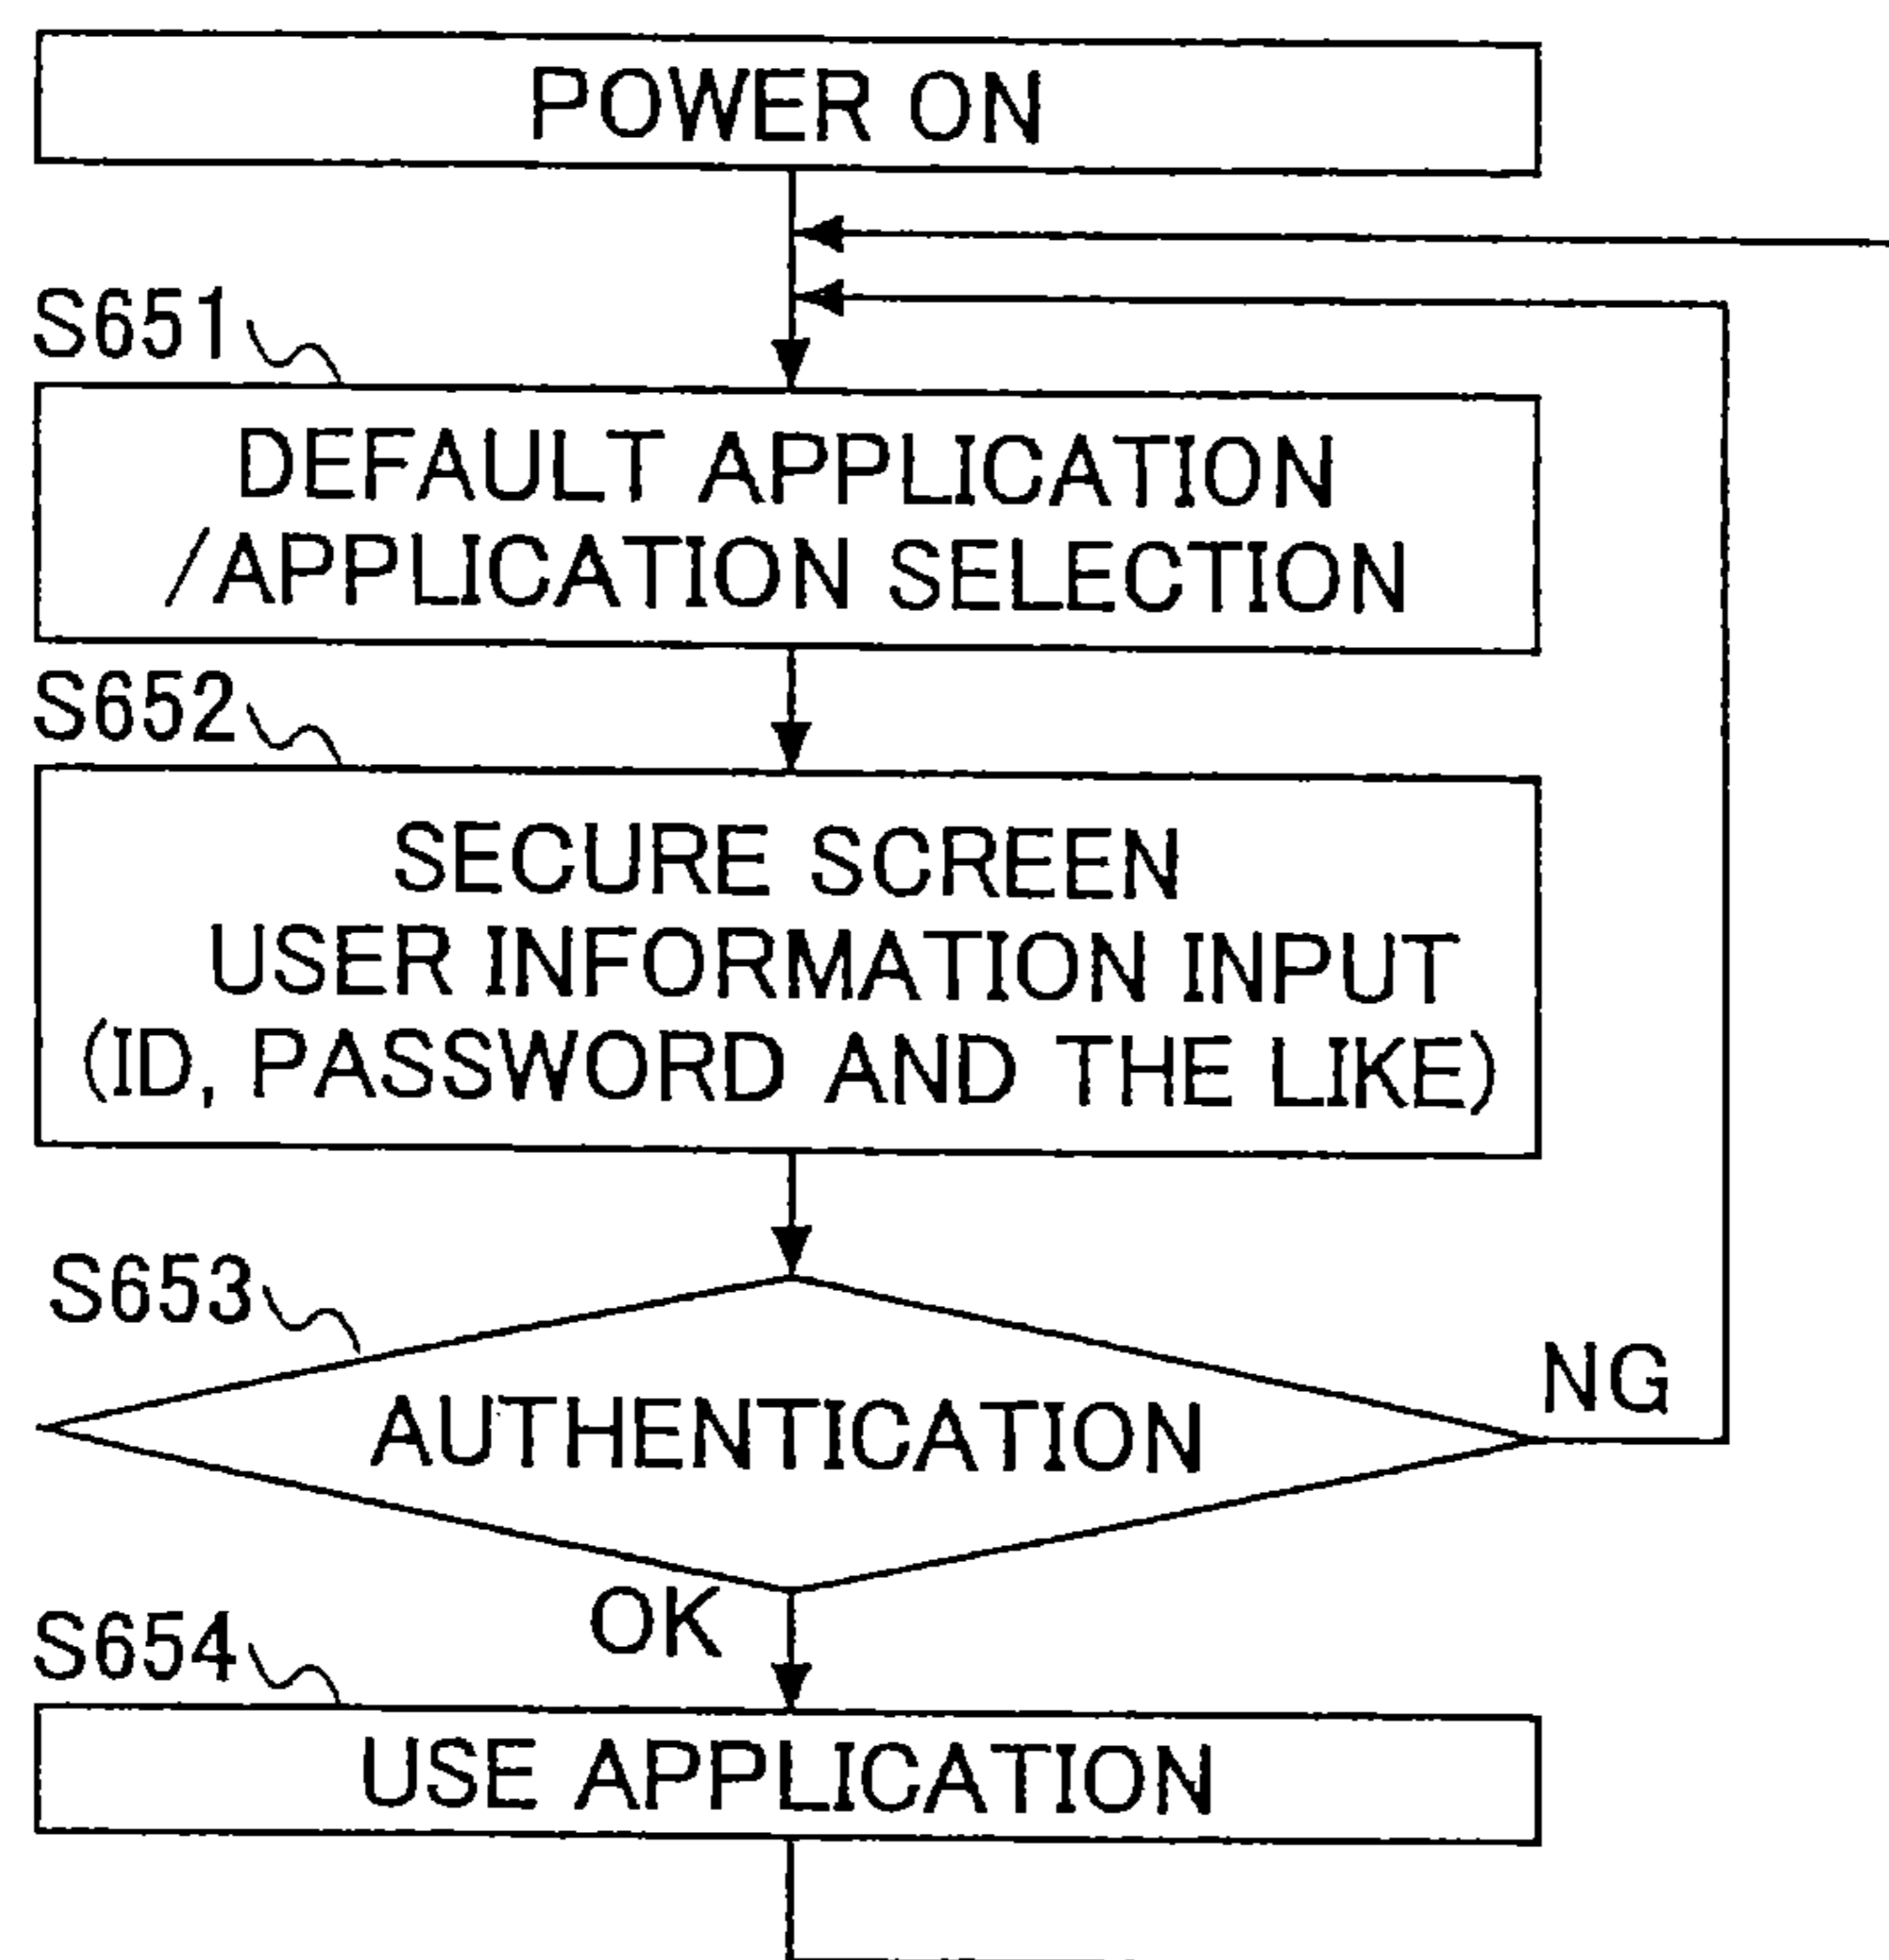 POWER ON
S651
DEFAULT APPLICATION
/APPLICATION SELECTION
S652
SECURE SCREEN
USER INFORMATION INPUT
(ID, PASSWORD AND THE LIKE)
S653
AUTHENTICATION
NG
OK
S654
USE APPLICATION